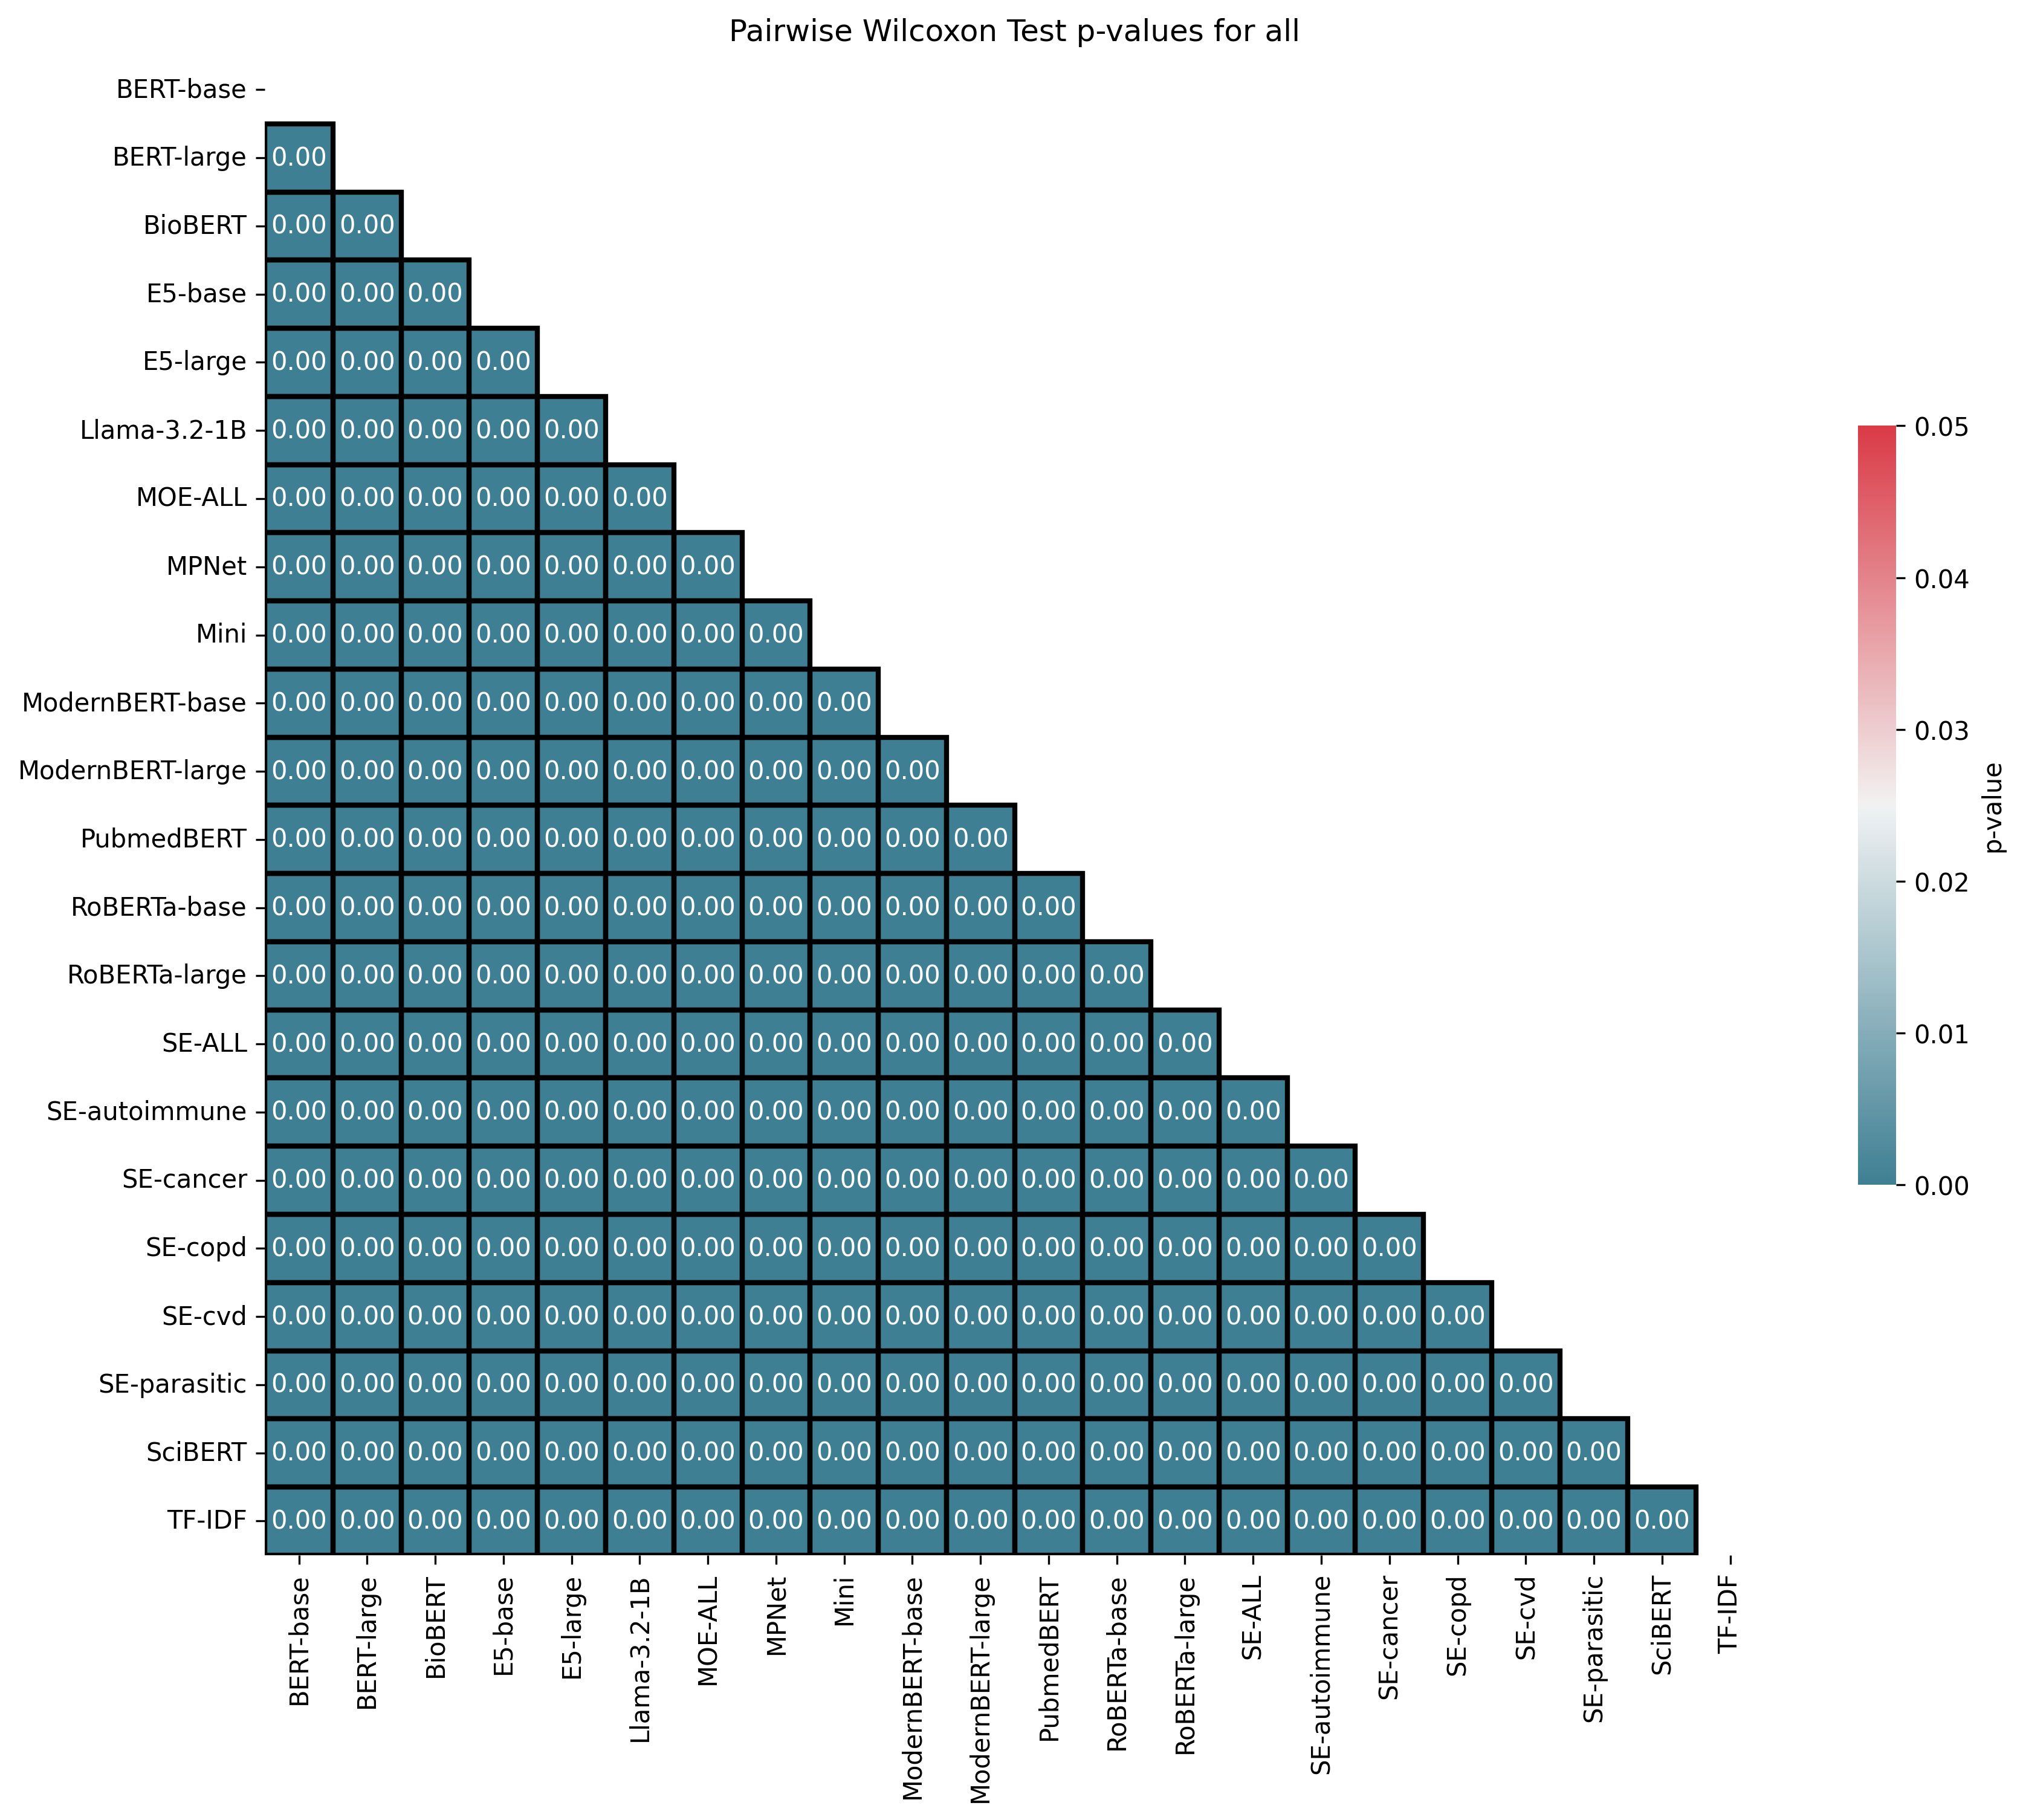 Pairwise Wilcoxon Test p-values for all
BERT-base
BERT-large 0.00
BioBERT 0.00 0.00
E5-base 0.00 0.00 0.00
E5-large 0.00 0.00 0.00 0.00
Llama-3.2-1B 0.00 0.00 0.00 0.00 0.00
MOE-ALL 0.00 0.00 0.00 0.00 0.00 0.00
MPNet 0.00 0.00 0.00 0.00 0.00 0.00 0.00
Mini 0.00 0.00 0.00 0.00 0.00 0.00 0.00 0.00
ModernBERT-base 0.00 0.00 0.00 0.00 0.00 0.00 0.00 0.00 0.00
ModernBERT-large 0.00 0.00 0.00 0.00 0.00 0.00 0.00 0.00 0.00 0.00
PubmedBERT 0.00 0.00 0.00 0.00 0.00 0.00 0.00 0.00 0.00 0.00 0.00
RoBERTa-base 0.00 0.00 0.00 0.00 0.00 0.00 0.00 0.00 0.00 0.00 0.00 0.00
RoBERTa-large 0.00 0.00 0.00 0.00 0.00 0.00 0.00 0.00 0.00 0.00 0.00 0.00 0.00
SE-ALL 0.00 0.00 0.00 0.00 0.00 0.00 0.00 0.00 0.00 0.00 0.00 0.00 0.00 0.00
SE-autoimmune 0.00 0.00 0.00 0.00 0.00 0.00 0.00 0.00 0.00 0.00 0.00 0.00 0.00 0.00 0.00
SE-cancer 0.00 0.00 0.00 0.00 0.00 0.00 0.00 0.00 0.00 0.00 0.00 0.00 0.00 0.00 0.00 0.00
SE-copd 0.00 0.00 0.00 0.00 0.00 0.00 0.00 0.00 0.00 0.00 0.00 0.00 0.00 0.00 0.00 0.00 0.00
SE-cvd 0.00 0.00 0.00 0.00 0.00 0.00 0.00 0.00 0.00 0.00 0.00 0.00 0.00 0.00 0.00 0.00 0.00 0.00
SE-parasitic 0.00 0.00 0.00 0.00 0.00 0.00 0.00 0.00 0.00 0.00 0.00 0.00 0.00 0.00 0.00 0.00 0.00 0.00 0.00
SciBERT 0.00 0.00 0.00 0.00 0.00 0.00 0.00 0.00 0.00 0.00 0.00 0.00 0.00 0.00 0.00 0.00 0.00 0.00 0.00 0.00
TF-IDF 0.00 0.00 0.00 0.00 0.00 0.00 0.00 0.00 0.00 0.00 0.00 0.00 0.00 0.00 0.00 0.00 0.00 0.00 0.00 0.00 0.00
BERT-base
BERT-large
BioBERT
E5-base
E5-large
Llama-3.2-1B
MOE-ALL
MPNet
Mini
ModernBERT-base
ModernBERT-large
PubmedBERT
RoBERTa-base
RoBERTa-large
SE-ALL
SE-autoimmune
SE-cancer
SE-copd
SE-cvd
SE-parasitic
SciBERT
TF-IDF
0.05
0.04
0.03
0.02
0.01
0.00
p-value